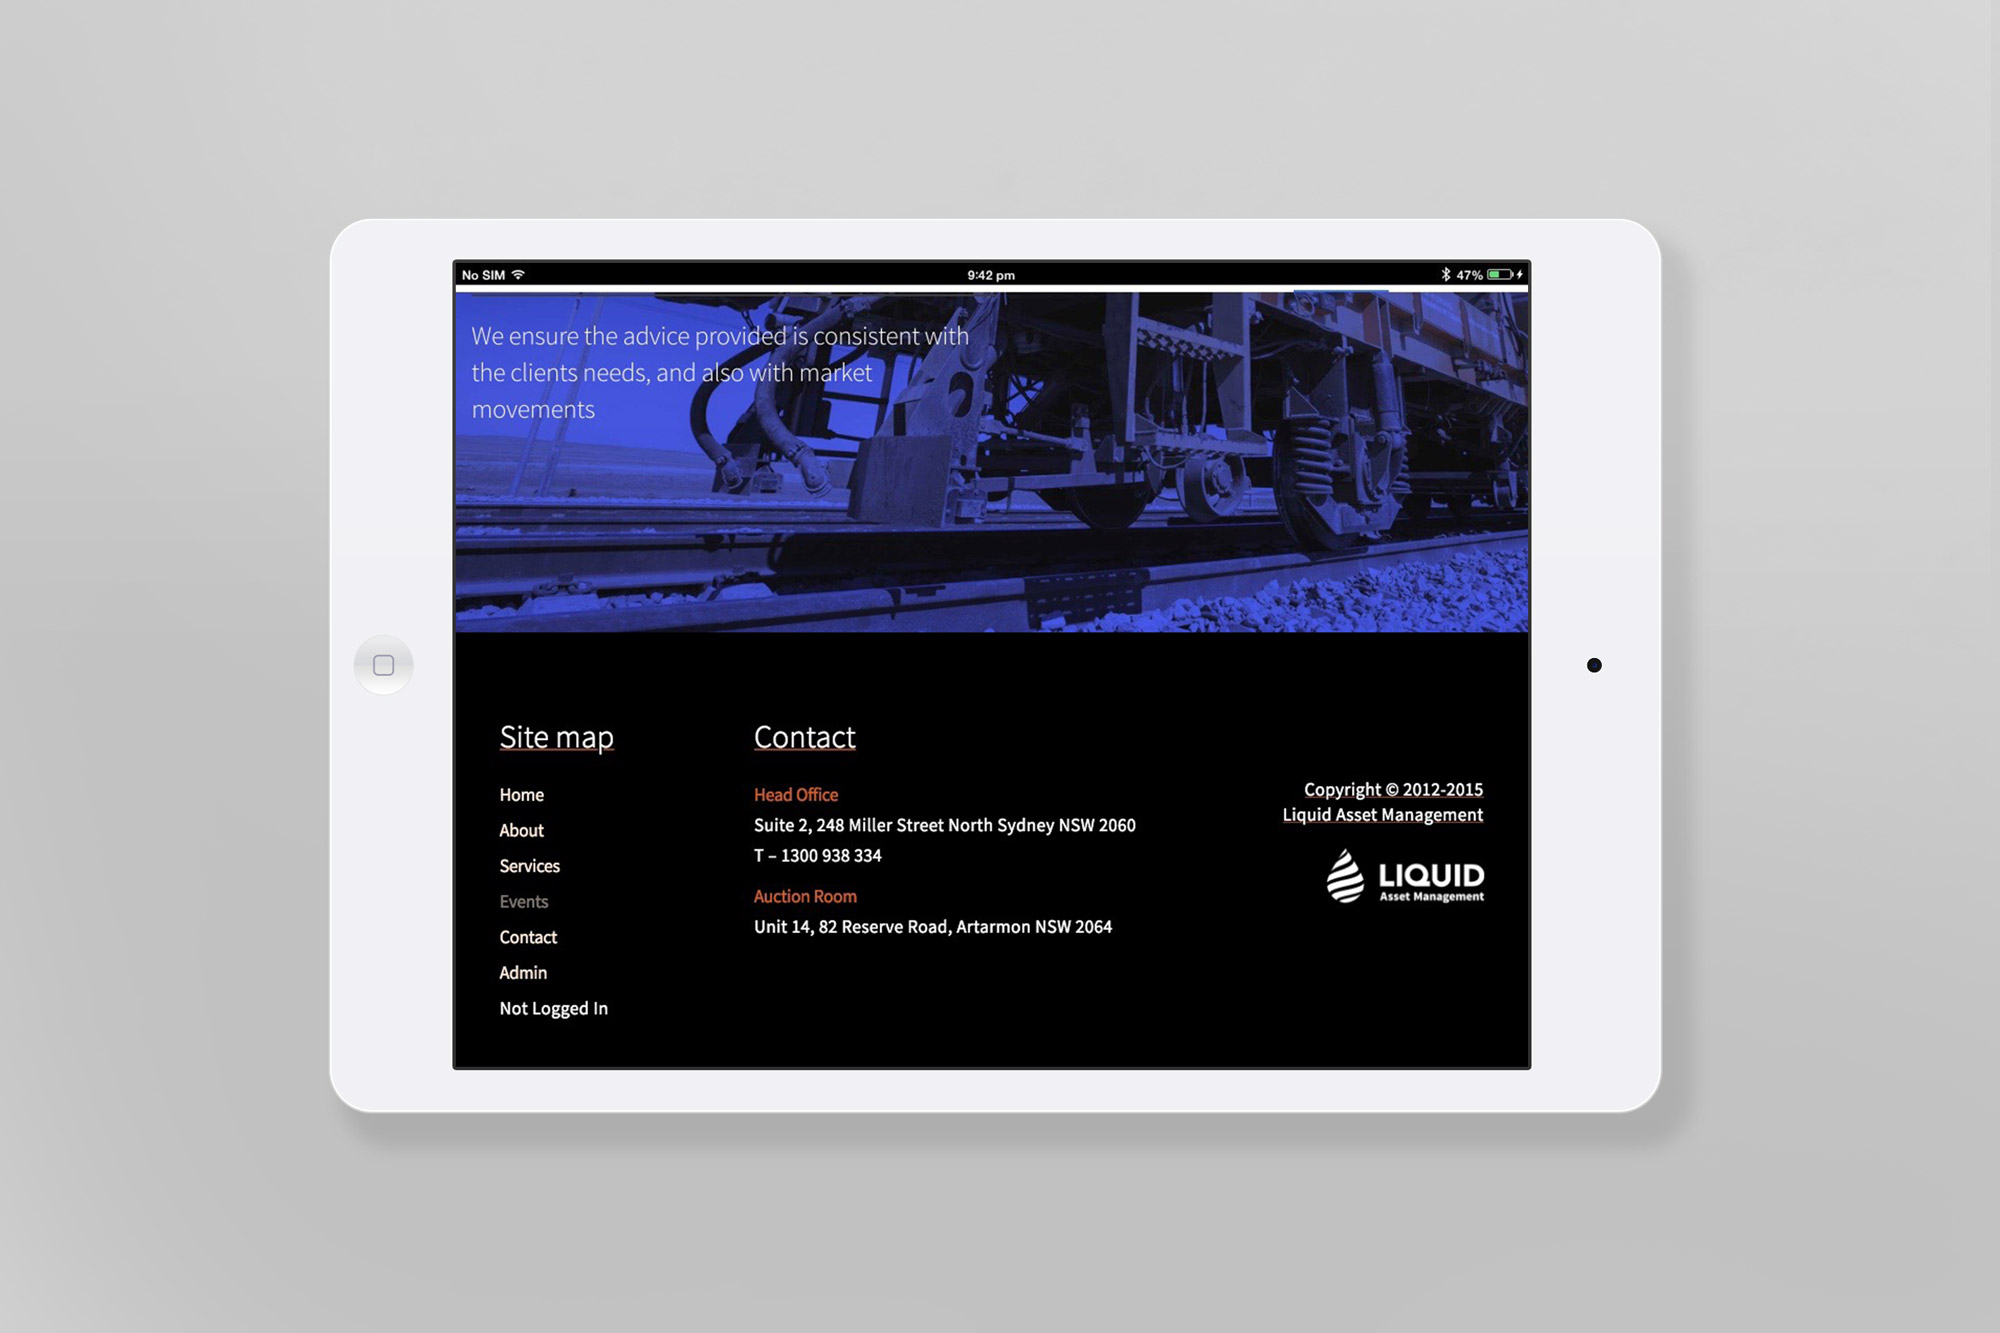 No SIM 9:42 pm 47%
We ensure the advice provided is consistent with
the clients needs, and also with market
movements
Site map
Home
About
Services
Events
Contact
Admin
Not Logged In
Contact
Head Office
Suite 2, 248 Miller Street North Sydney NSW 2060
T – 1300 938 334
Auction Room
Unit 14, 82 Reserve Road, Artarmon NSW 2064
Copyright © 2012-2015
Liquid Asset Management
LIQUID
Asset Management